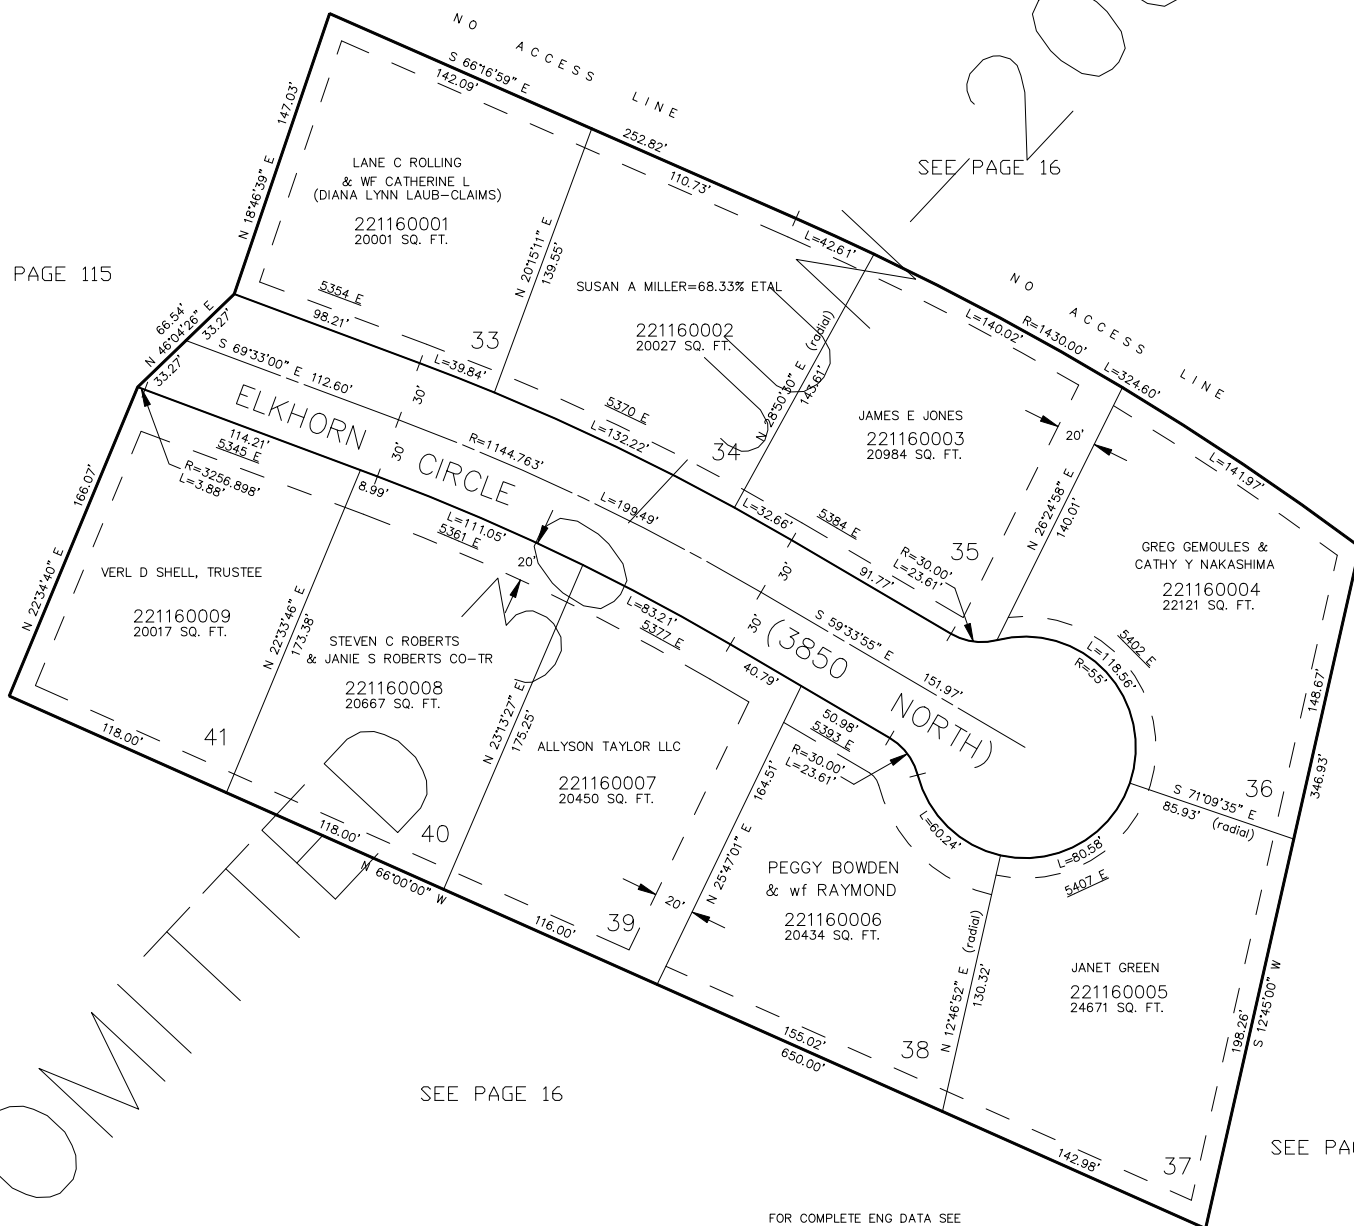 NO ACCESS LINE
S 66°16'59" E
142.09'
252.82'
110.73'
147.03'
N 18°46'39" E
LANE C ROLLING
& WF CATHERINE L
(DIANA LYNN LAUB-CLAIMS)
221160001
20001 SQ. FT.
N 20°15'11" E
139.55'
5354 E
98.21'
33
L=39.84'
SEE PAGE 16
20
L=42.61'
PAGE 115
SUSAN A MILLER=68.33% ETAL
221160002
20027 SQ. FT.
5370 E
L=132.22'
34
N 28°50'30" E (radial)
143.61'
NO ACCESS LINE
L=140.02'
R=1430.00'
L=324.60'
JAMES E JONES
221160003
20984 SQ. FT.
20'
5384 E
L=32.66'
35
91.77'
R=30.00'
L=23.61'
N 26°24'58" E
140.01'
L=141.97'
GREG GEMOULES &
CATHY Y NAKASHIMA
221160004
22121 SQ. FT.
5402 E
L=118.56'
R=55'
148.67'
346.93'
36
S 71°09'35" E
85.93' (radial)
66.54'
N 46°04'26" E
33.27'
33.27'
S 69°33'00" E 112.60'
30'
30'
ELKHORN CIRCLE
(3850 NORTH)
R=1144.763'
L=199.49'
30'
30'
S 59°33'55" E
151.97'
114.21'
5345 E
R=3256.898'
L=3.88'
8.99'
L=111.05'
5361 E
20'
L=83.21'
5377 E
40.79'
50.98'
5393 E
R=30.00'
L=23.61'
L=60.24'
L=80.58'
5407 E
166.07'
N 22°34'40" E
VERL D SHELL, TRUSTEE
221160009
20017 SQ. FT.
N 22°33'46" E
173.38'
41
118.00'
STEVEN C ROBERTS
& JANIE S ROBERTS CO-TR
221160008
20667 SQ. FT.
N 23°13'27" E
175.25'
40
118.00'
N 66°00'00" W
ALLYSON TAYLOR LLC
221160007
20450 SQ. FT.
164.51'
N 25°47'01" E
20'
39
116.00'
PEGGY BOWDEN
& wf RAYMOND
221160006
20434 SQ. FT.
N 12°46'52" E (radial)
130.32'
38
155.02'
650.00'
JANET GREEN
221160005
24671 SQ. FT.
198.26'
S 12°45'00" W
37
142.98'
SEE PAGE 16
SEE PA
OMITTED
FOR COMPLETE ENG DATA SEE